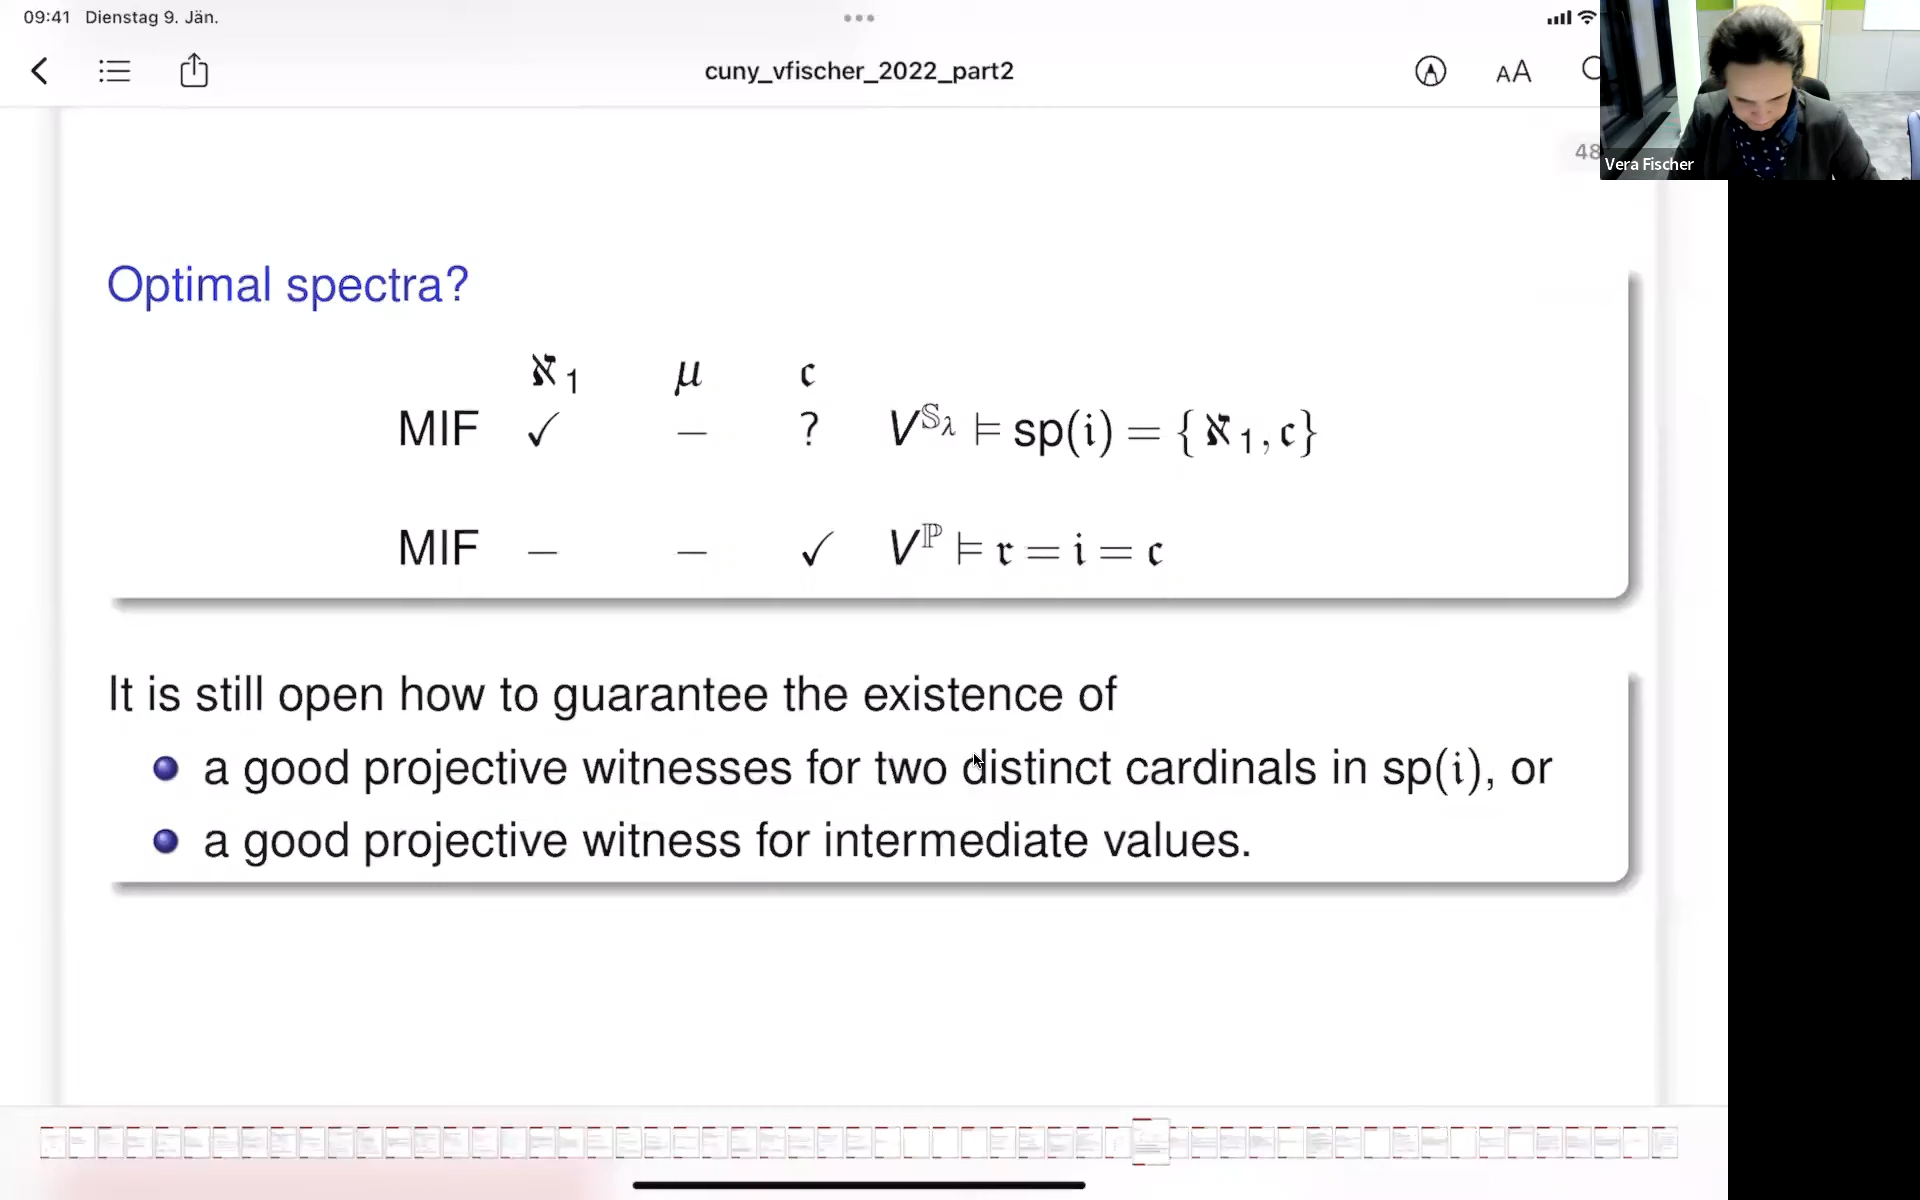 09:41 Dienstag 9. Jän.
cuny_vfischer_2022_part2
AA
48
Vera Fischer
Optimal spectra?
ℵ₁ μ 𝔠
MIF ✓ – ? V^{𝕊_λ} ⊨ sp(𝔦) = {ℵ₁, 𝔠}
MIF – – ✓ V^ℙ ⊨ 𝔯 = 𝔦 = 𝔠
It is still open how to guarantee the existence of
a good projective witnesses for two distinct cardinals in sp(𝔦), or
a good projective witness for intermediate values.